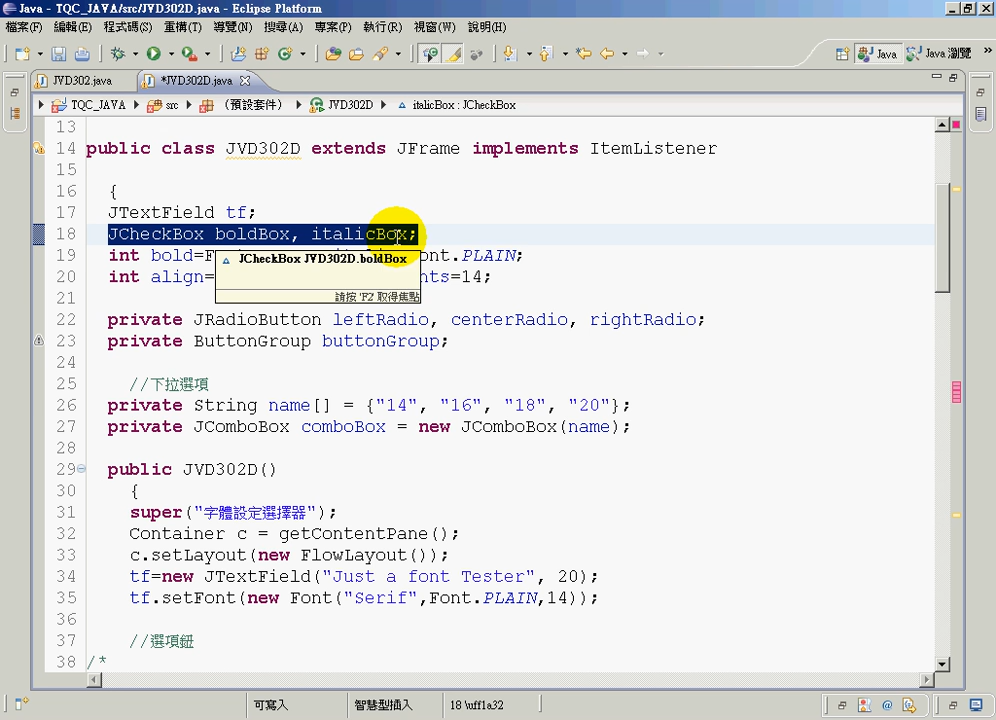 Java - TQC_JAVA/src/JVD302D.java - Eclipse Platform
檔案(F) 編輯(E) 程式碼(S) 重構(T) 導覽(N) 搜尋(A) 專案(P) 執行(R) 視窗(W) 說明(H)
Java Java 瀏覽 »
JVD302.java *JVD302D.java
TQC_JAVA src (預設套件) JVD302D italicBox : JCheckBox
13
14 public class JVD302D extends JFrame implements ItemListener
15
16 {
17 JTextField tf;
18 JCheckBox boldBox, italicBox;
19 int bold=F ont.PLAIN;
JCheckBox JVD302D.boldBox
20 int align= nts=14;
請按 'F2' 取得焦點
21
22 private JRadioButton leftRadio, centerRadio, rightRadio;
23 private ButtonGroup buttonGroup;
24
25 //下拉選項
26 private String name[] = {"14", "16", "18", "20"};
27 private JComboBox comboBox = new JComboBox(name);
28
29 public JVD302D()
30 {
31 super("字體設定選擇器");
32 Container c = getContentPane();
33 c.setLayout(new FlowLayout());
34 tf=new JTextField("Just a font Tester", 20);
35 tf.setFont(new Font("Serif",Font.PLAIN,14));
36
37 //選項鈕
38 /*
可寫入 智慧型插入 18 \uff1a32